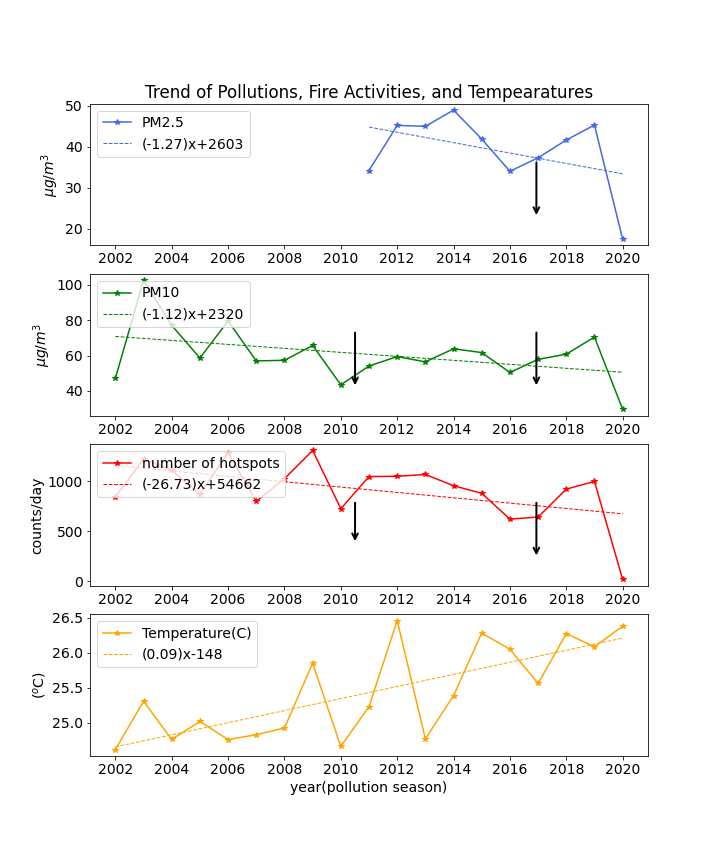 Trend of Pollutions, Fire Activities, and Tempearatures
50
40
30
20
μg/m³
PM2.5
(-1.27)x+2603
2002 2004 2006 2008 2010 2012 2014 2016 2018 2020
100
80
60
40
μg/m³
PM10
(-1.12)x+2320
2002 2004 2006 2008 2010 2012 2014 2016 2018 2020
1000
500
0
counts/day
number of hotspots
(-26.73)x+54662
2002 2004 2006 2008 2010 2012 2014 2016 2018 2020
26.5
26.0
25.5
25.0
(°C)
Temperature(C)
(0.09)x-148
2002 2004 2006 2008 2010 2012 2014 2016 2018 2020
year(pollution season)